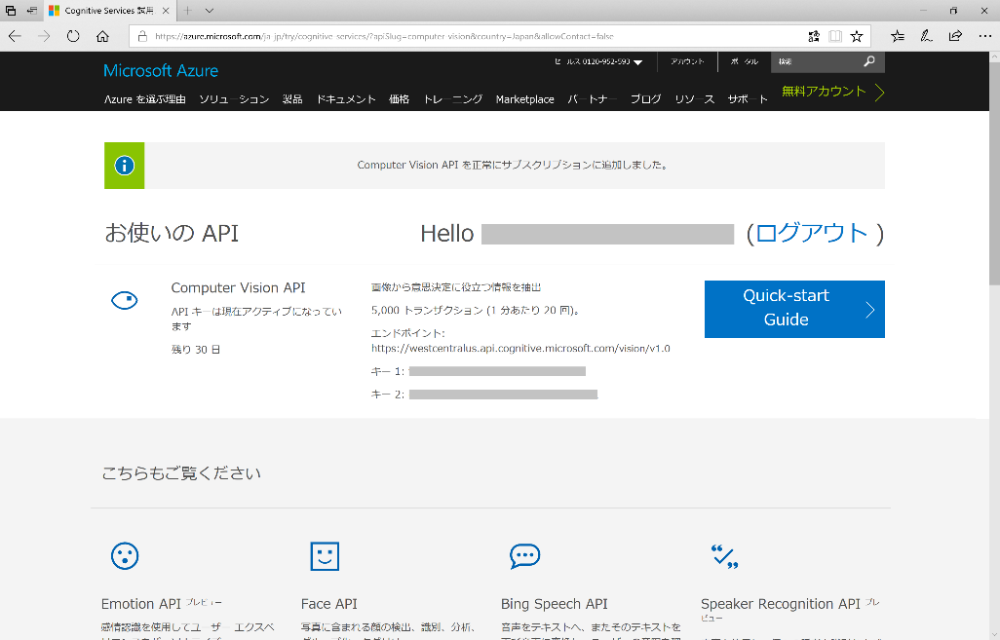 Cognitive Services 試用
https://azure.microsoft.com/ja-jp/try/cognitive-services/?apiSlug=computer-vision&country=Japan&allowContact=false
セールス 0120-952-593
アカウント
ポータル
検索
Microsoft Azure
Azure を選ぶ理由 ソリューション 製品 ドキュメント 価格 トレーニング Marketplace パートナー ブログ リソース サポート
無料アカウント
Computer Vision API を正常にサブスクリプションに追加しました。
お使いの API
Hello (ログアウト )
Computer Vision API
API キーは現在アクティブになってい
ます
残り 30 日
画像から意思決定に役立つ情報を抽出
5,000 トランザクション (1 分あたり 20 回)。
エンドポイント:
https://westcentralus.api.cognitive.microsoft.com/vision/v1.0
キー 1:
キー 2:
Quick-start
Guide
こちらもご覧ください
Emotion API プレビュー
感情認識を使用してユーザー エクスペ
Face API
写真に含まれる顔の検出、識別、分析、
Bing Speech API
音声をテキストへ、またそのテキストを
Speaker Recognition API プレ
ビュー